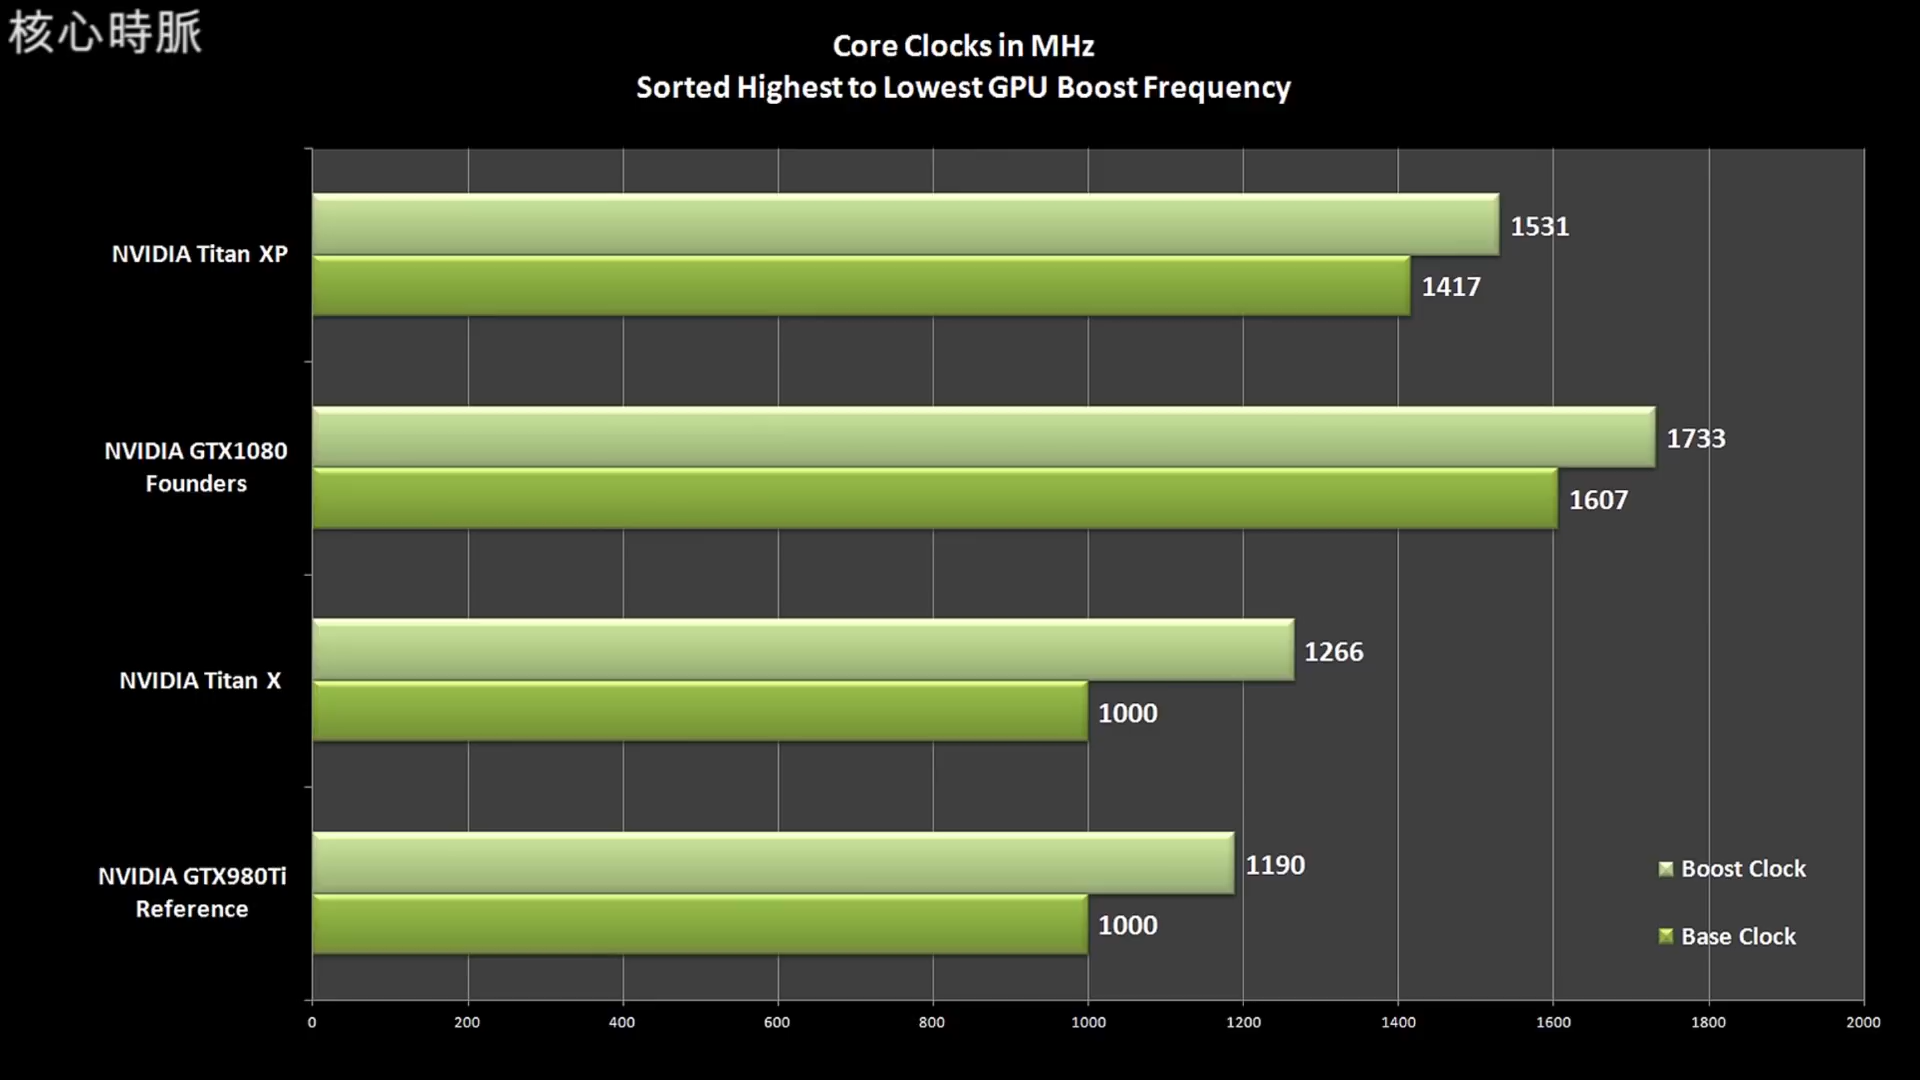 核心時脈
Core Clocks in MHz
Sorted Highest to Lowest GPU Boost Frequency
NVIDIA Titan XP
1531
1417
NVIDIA GTX1080
Founders
1733
1607
NVIDIA Titan X
1266
1000
NVIDIA GTX980Ti
Reference
1190
1000
Boost Clock
Base Clock
0 200 400 600 800 1000 1200 1400 1600 1800 2000